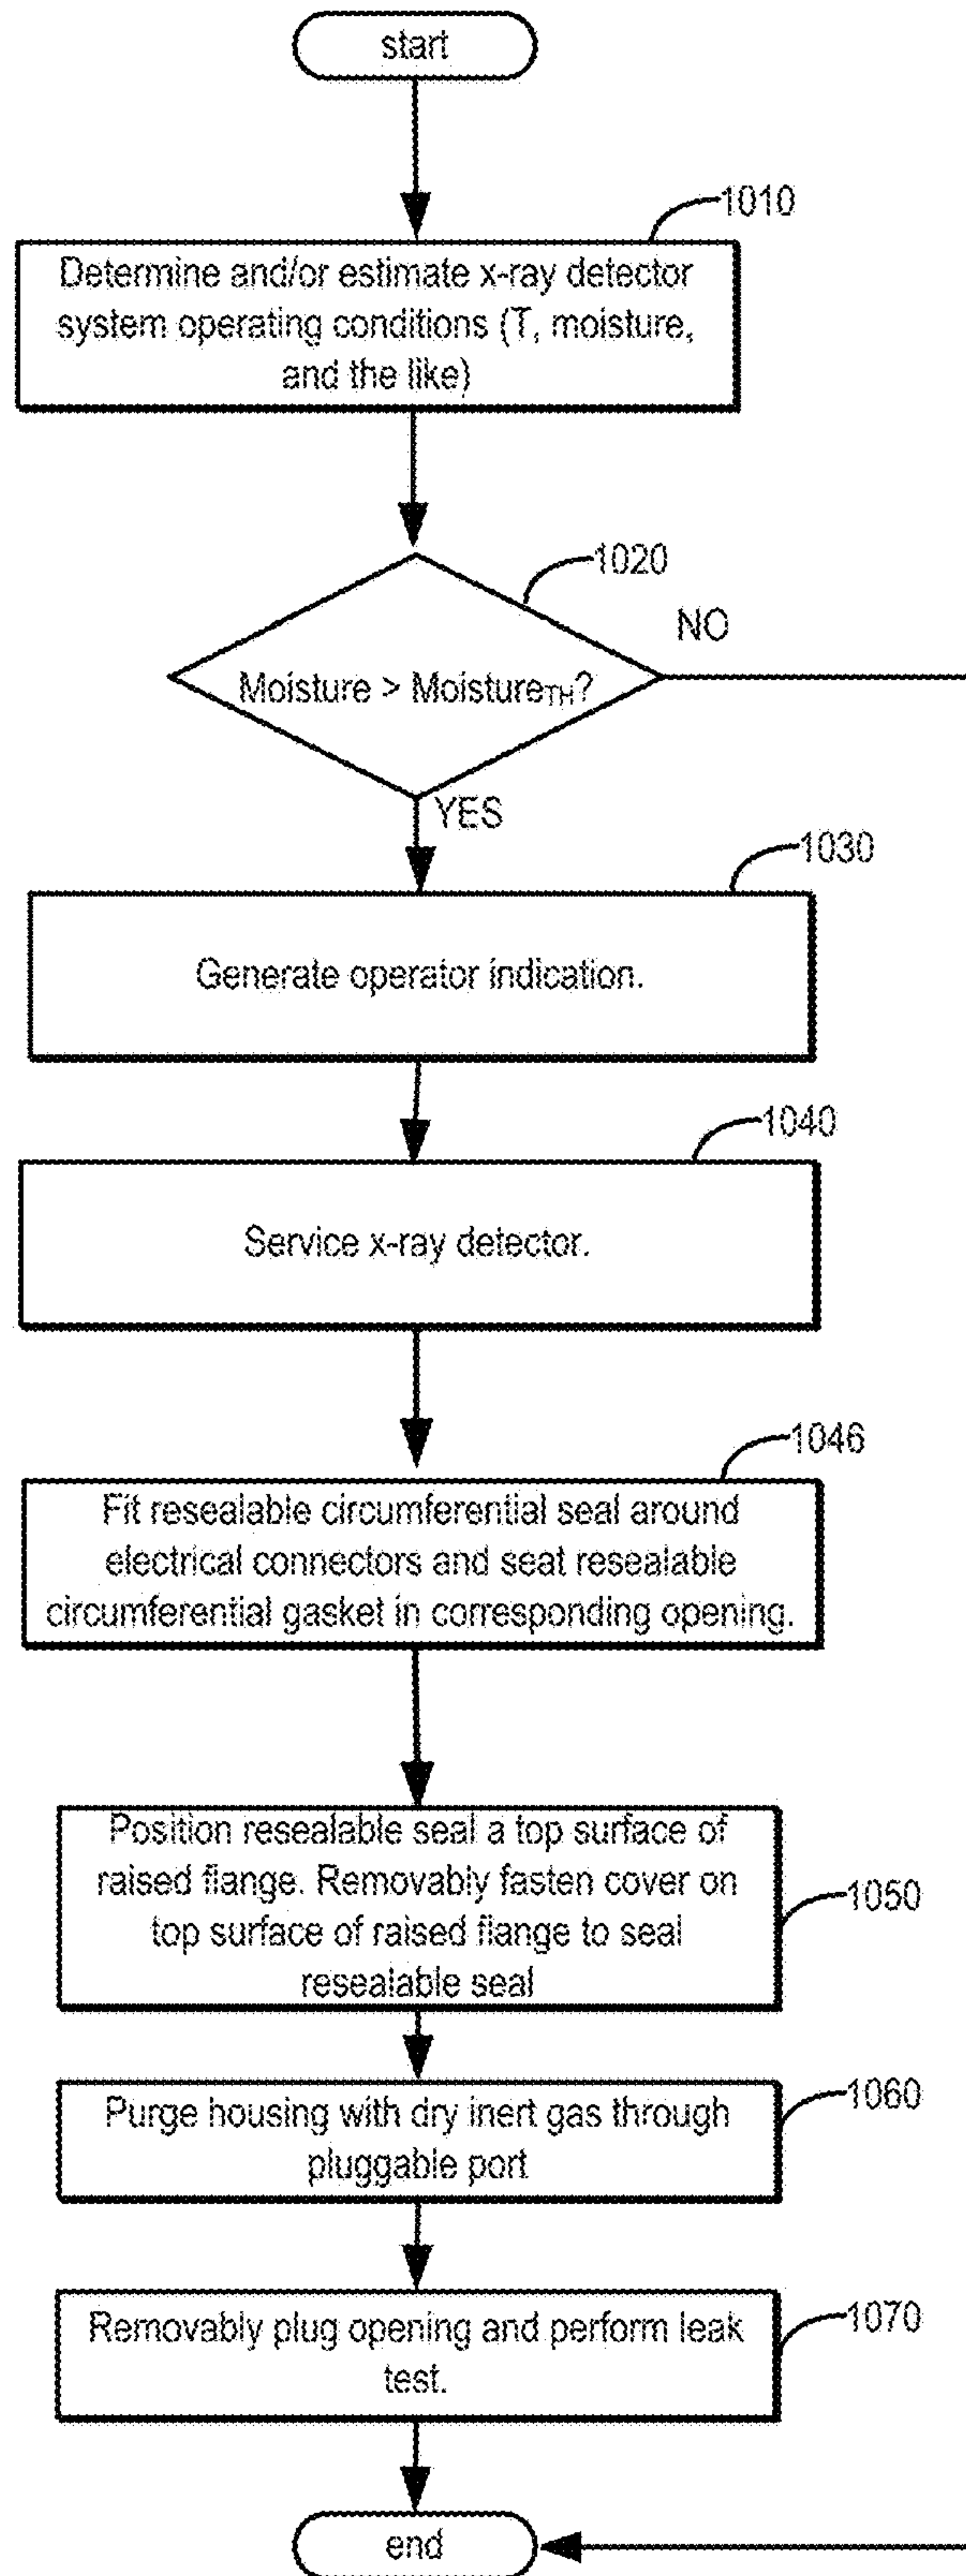 start
1010
Determine and/or estimate x-ray detector
system operating conditions (T, moisture,
and the like)
1020
NO
Moisture > MoistureTH?
YES
1030
Generate operator indication.
1040
Service x-ray detector.
1046
Fit resealable circumferential seal around
electrical connectors and seat resealable
circumferential gasket in corresponding opening.
Position resealable seal a top surface of
raised flange. Removably fasten cover on
1050
top surface of raised flange to seal
resealable seal
1060
Purge housing with dry inert gas through
pluggable port
1070
Removably plug opening and perform leak
test.
end